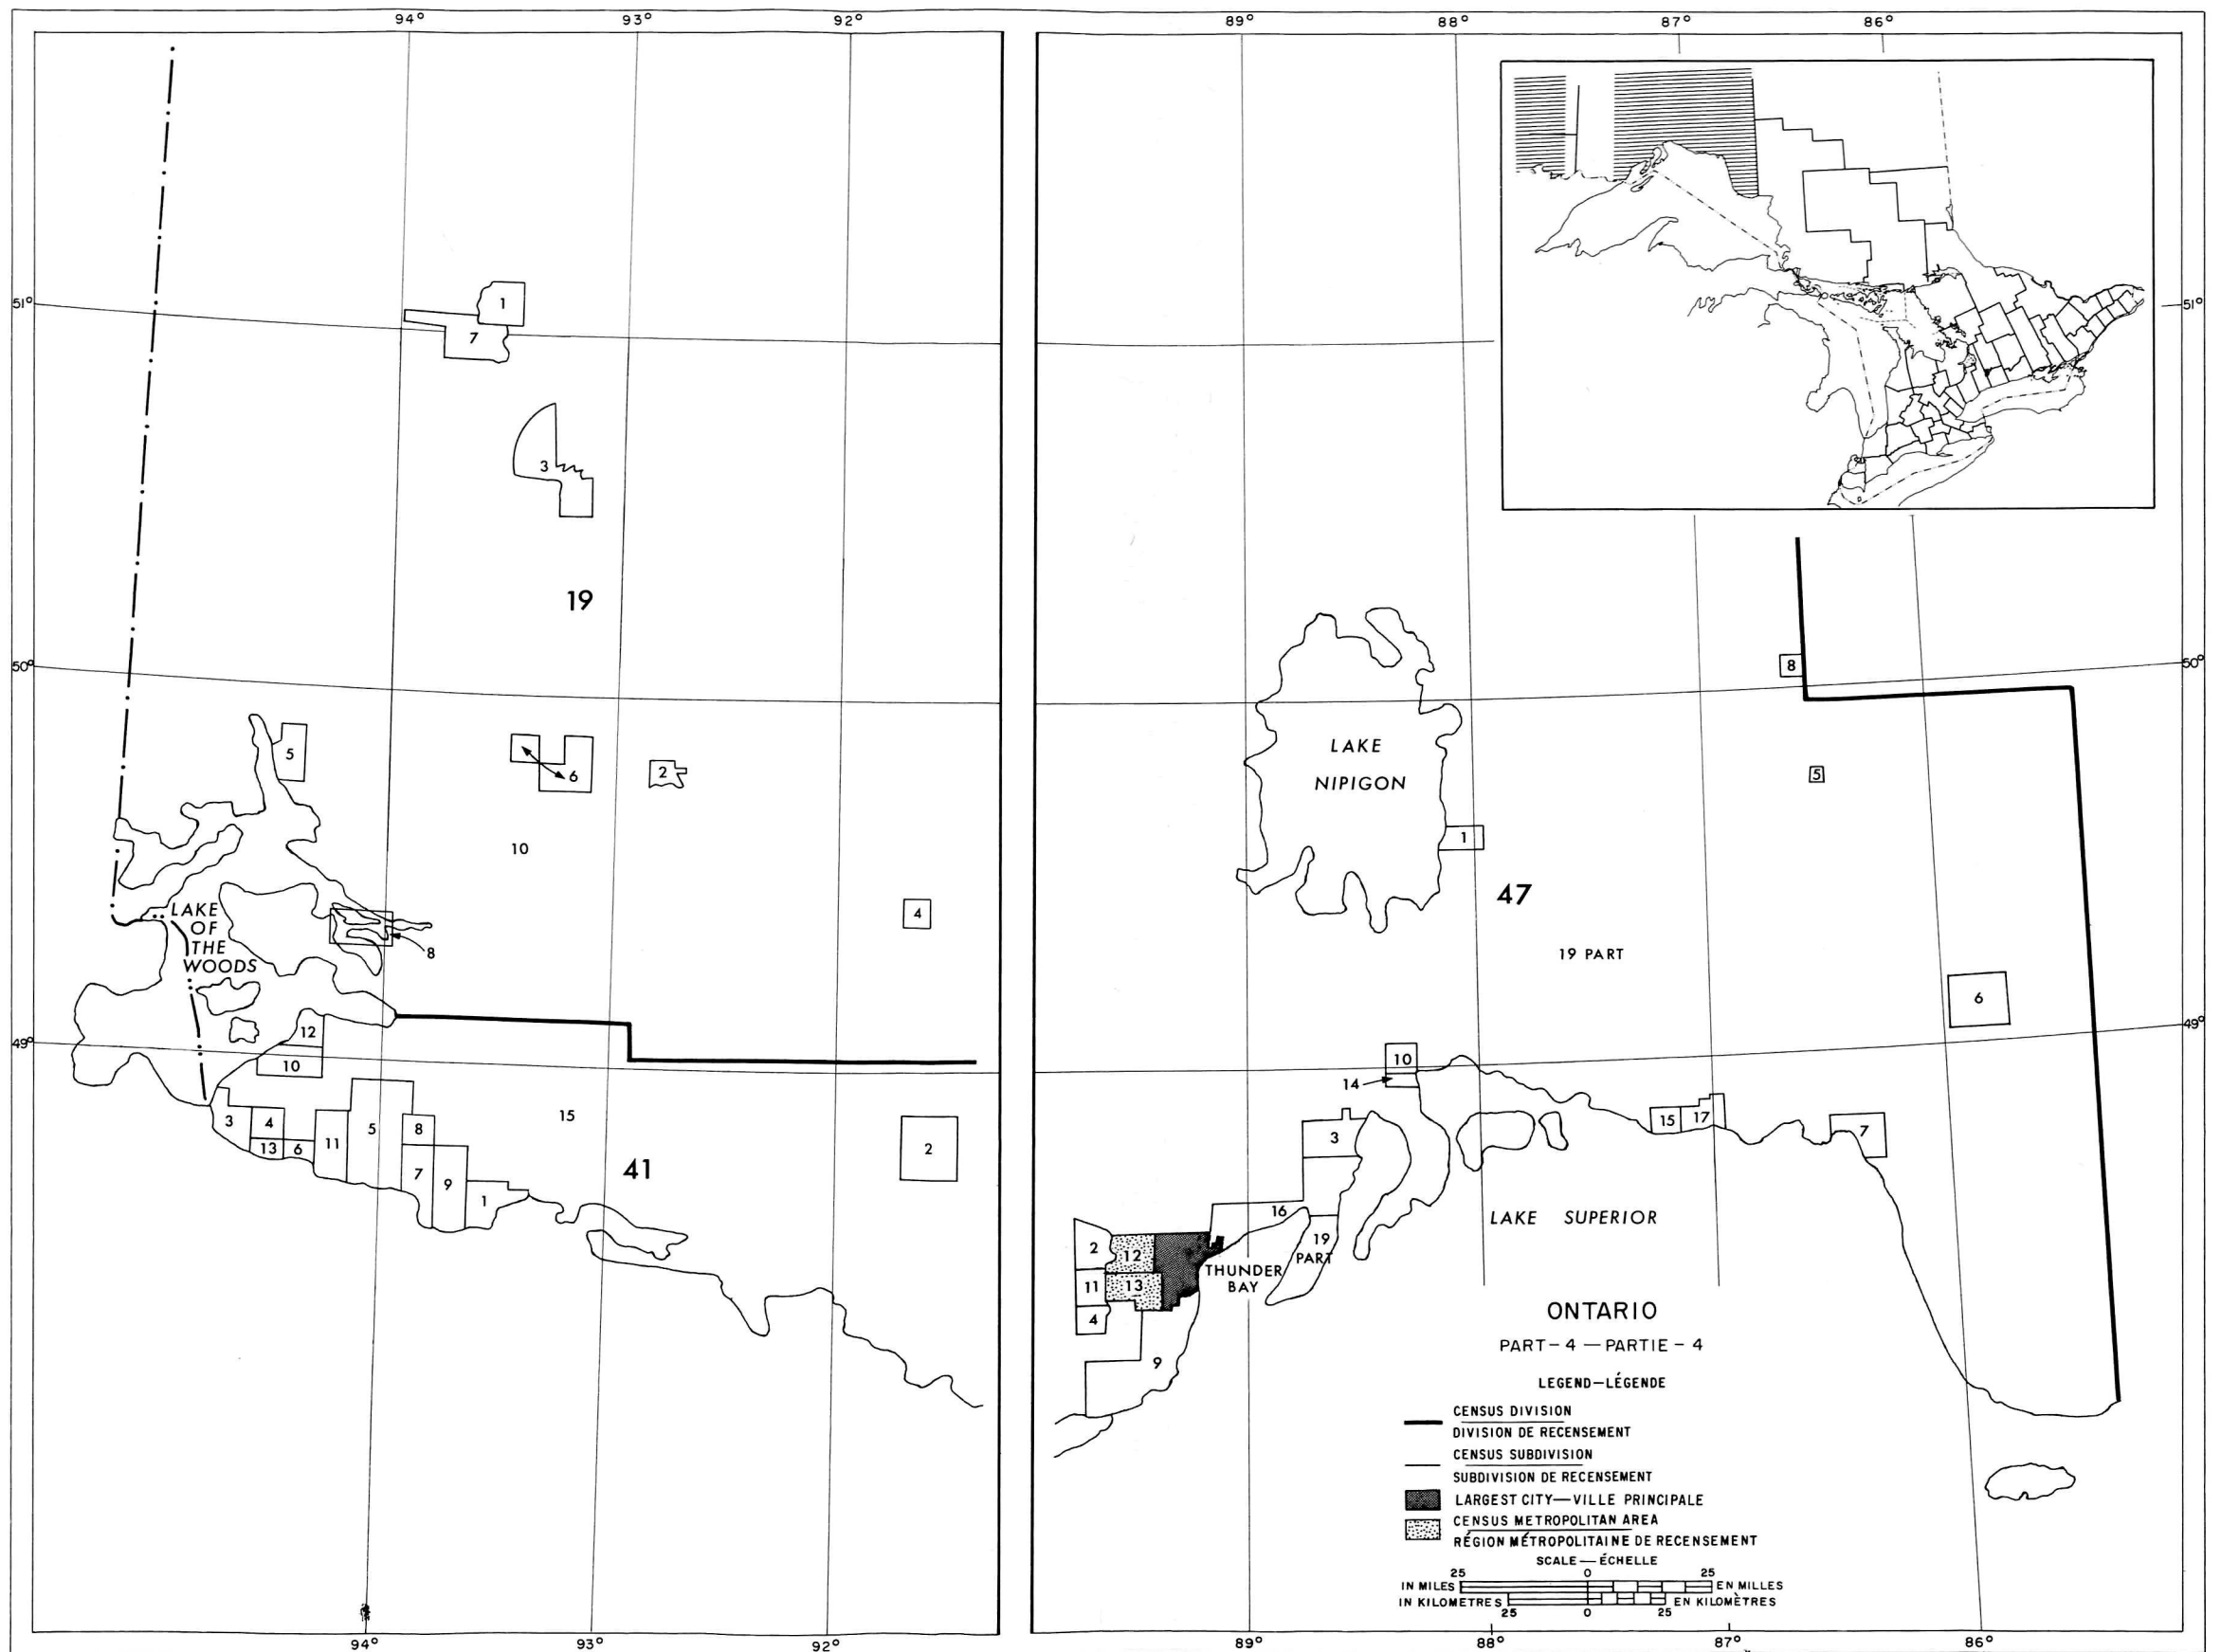 94° 93° 92°
89° 88° 87° 86°
51°
51°
1
7
3
19
50°
50°
5
6
2
10
4
LAKE
OF
THE
WOODS
8
49°
49°
12
10
3
4
13
6
11
5
8
7
9
1
15
41
2
8
LAKE
NIPIGON
5
1
47
19 PART
6
10
14
3
15
17
7
16
LAKE SUPERIOR
19
PART
2
12
THUNDER
BAY
11
13
4
9
ONTARIO
PART-4 — PARTIE-4
LEGEND—LÉGENDE
CENSUS DIVISION
DIVISION DE RECENSEMENT
CENSUS SUBDIVISION
SUBDIVISION DE RECENSEMENT
LARGEST CITY—VILLE PRINCIPALE
CENSUS METROPOLITAN AREA
RÉGION MÉTROPOLITAINE DE RECENSEMENT
SCALE—ÉCHELLE
25 0 25
IN MILES EN MILLES
IN KILOMETRES EN KILOMÈTRES
25 0 25
94° 93° 92°
89° 88° 87° 86°